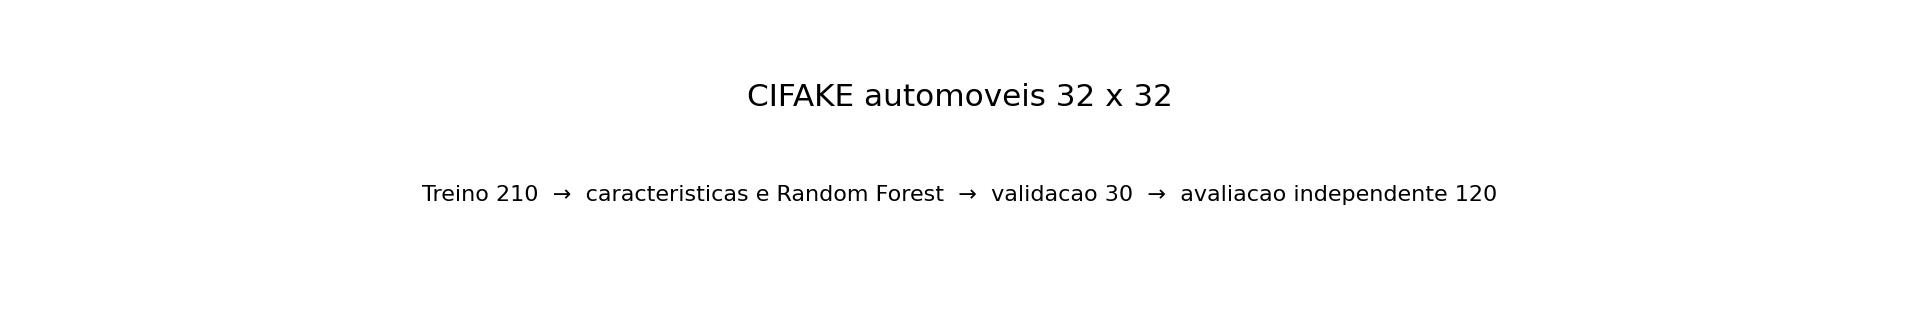 CIFAKE automoveis 32 x 32
Treino 210 → caracteristicas e Random Forest → validacao 30 → avaliacao independente 120